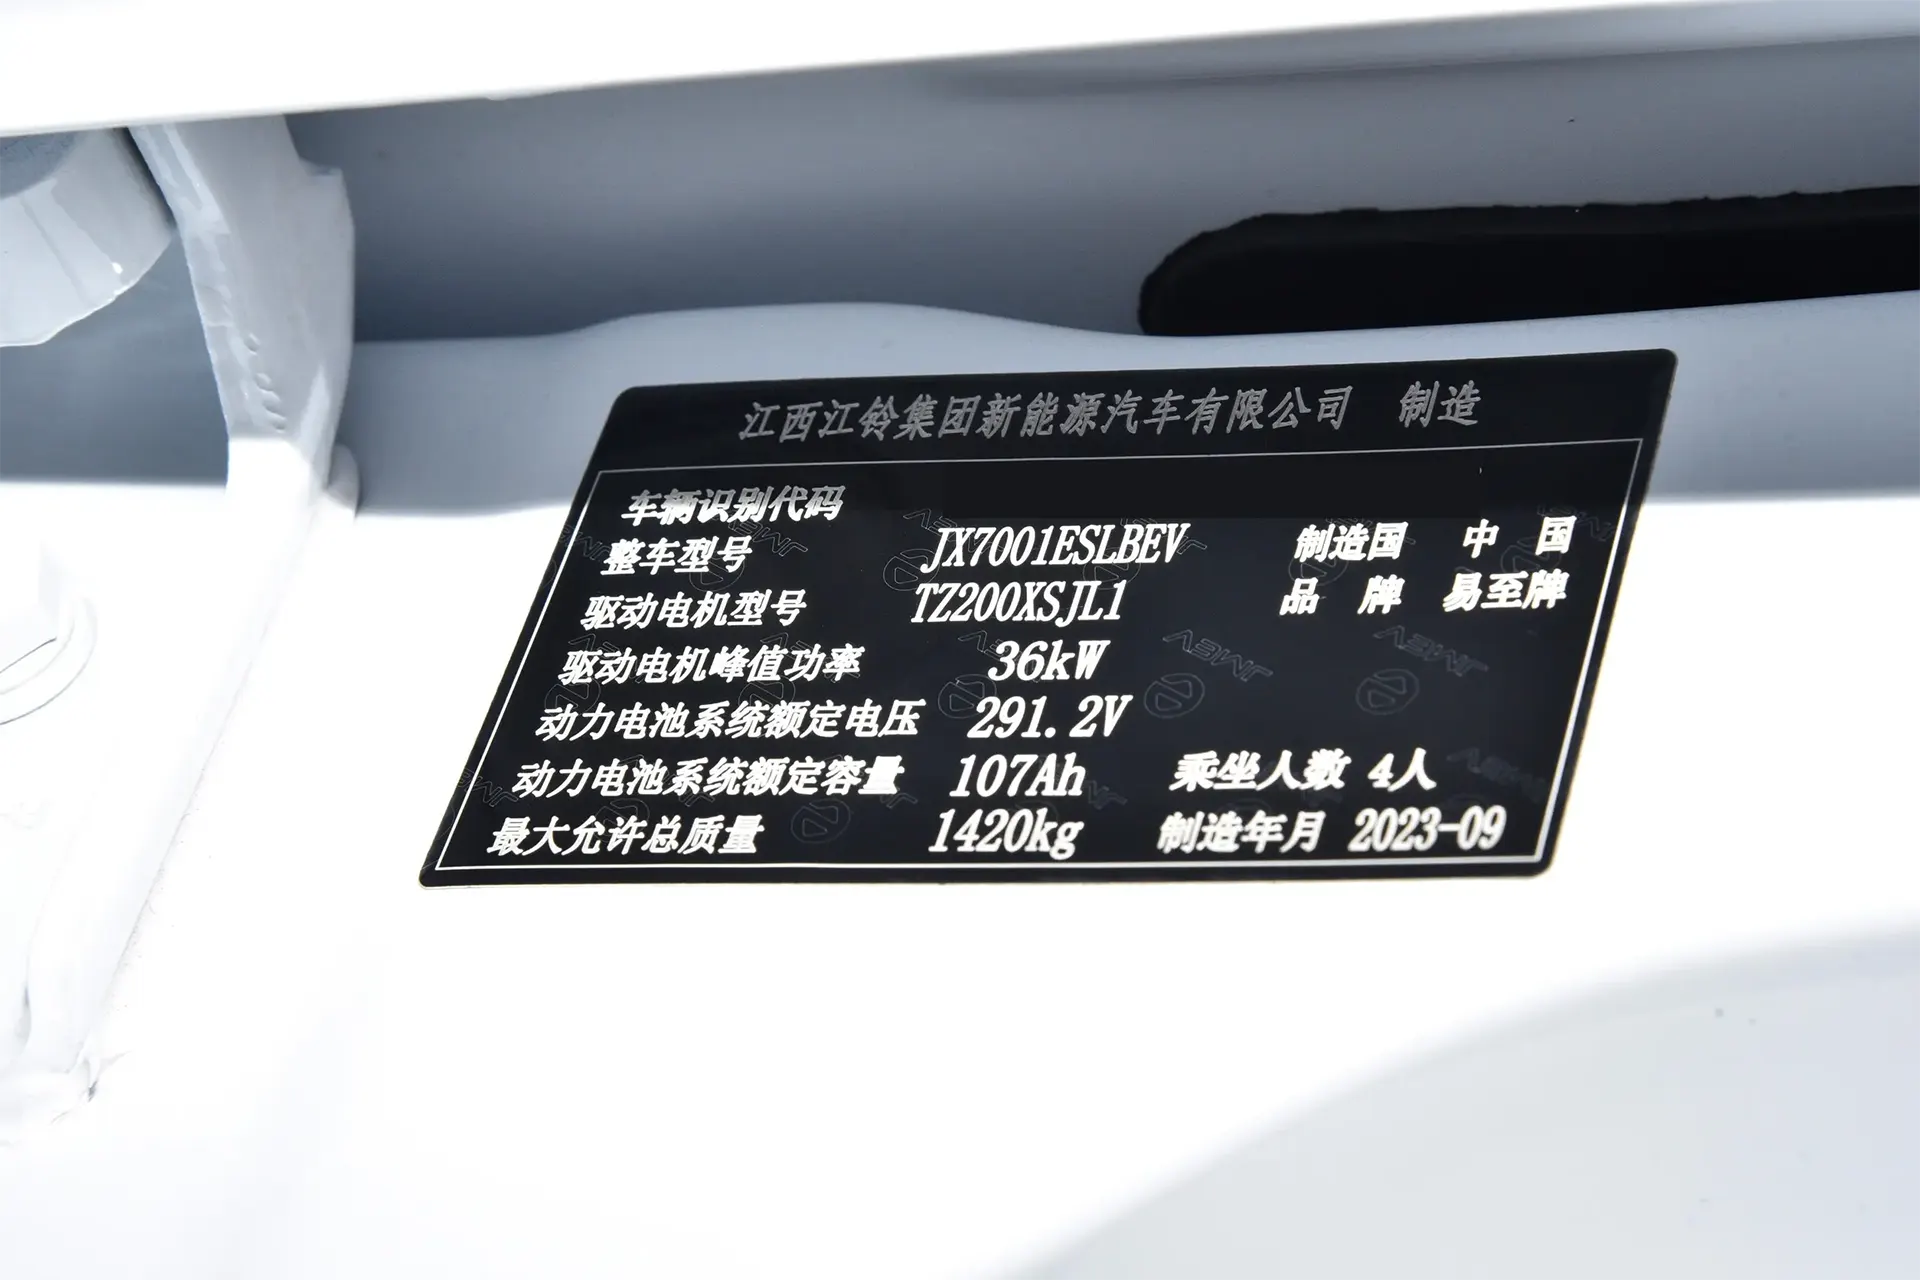 江西江铃集团新能源汽车有限公司 制造
车辆识别代码
整车型号 JX7001ESLBEV 制造国 中 国
驱动电机型号 TZ200XSJL1 品 牌 易至牌
驱动电机峰值功率 36kW
动力电池系统额定电压 291.2V
动力电池系统额定容量 107Ah 乘坐人数 4人
最大允许总质量 1420kg 制造年月 2023-09